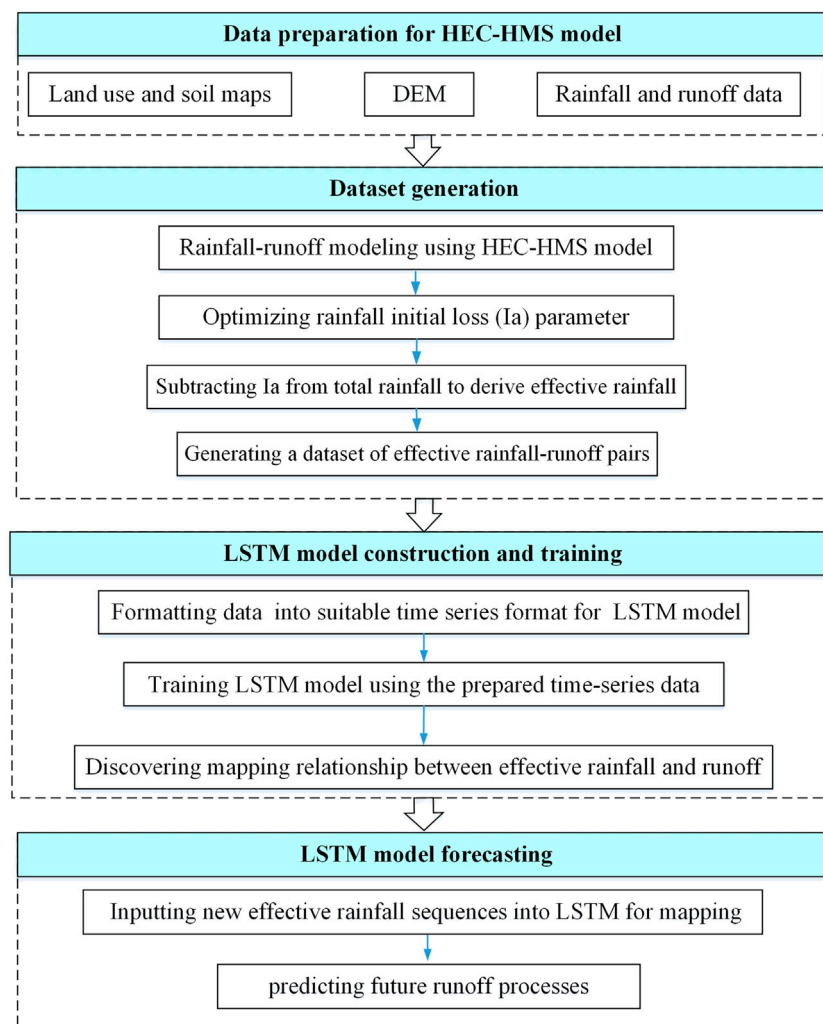 Data preparation for HEC-HMS model
Land use and soil maps
DEM
Rainfall and runoff data
Dataset generation
Rainfall-runoff modeling using HEC-HMS model
Optimizing rainfall initial loss (Ia) parameter
Subtracting Ia from total rainfall to derive effective rainfall
Generating a dataset of effective rainfall-runoff pairs
LSTM model construction and training
Formatting data into suitable time series format for LSTM model
Training LSTM model using the prepared time-series data
Discovering mapping relationship between effective rainfall and runoff
LSTM model forecasting
Inputting new effective rainfall sequences into LSTM for mapping
predicting future runoff processes